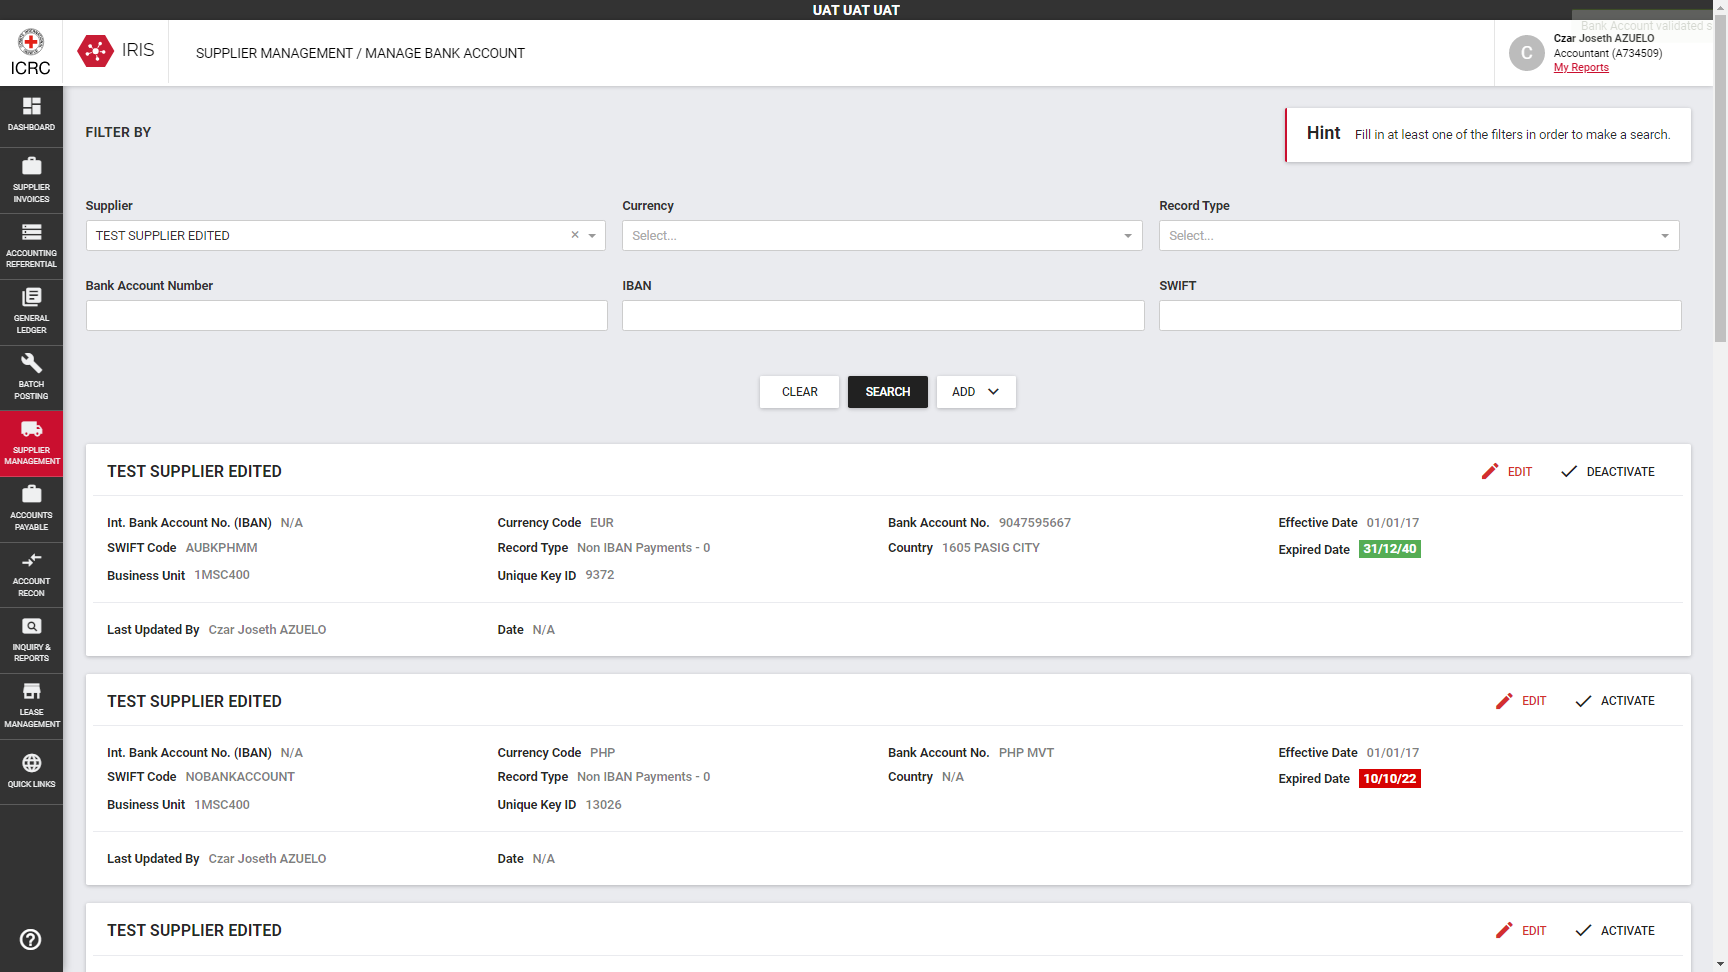 UAT UAT UAT
Bank Account validated s
ICRC
IRIS
SUPPLIER MANAGEMENT / MANAGE BANK ACCOUNT
C
Czar Joseth AZUELO
Accountant (A734509)
My Reports
DASHBOARD
SUPPLIER
INVOICES
ACCOUNTING
REFERENTIAL
GENERAL
LEDGER
BATCH
POSTING
SUPPLIER
MANAGEMENT
ACCOUNTS
PAYABLE
ACCOUNT
RECON
INQUIRY &
REPORTS
LEASE
MANAGEMENT
QUICK LINKS
FILTER BY
Hint Fill in at least one of the filters in order to make a search.
Supplier Currency Record Type
TEST SUPPLIER EDITED × Select... Select...
Bank Account Number IBAN SWIFT
CLEAR SEARCH ADD
TEST SUPPLIER EDITED EDIT DEACTIVATE
Int. Bank Account No. (IBAN) N/A Currency Code EUR Bank Account No. 9047595667 Effective Date 01/01/17
SWIFT Code AUBKPHMM Record Type Non IBAN Payments - 0 Country 1605 PASIG CITY Expired Date 31/12/40
Business Unit 1MSC400 Unique Key ID 9372
Last Updated By Czar Joseth AZUELO Date N/A
TEST SUPPLIER EDITED EDIT ACTIVATE
Int. Bank Account No. (IBAN) N/A Currency Code PHP Bank Account No. PHP MVT Effective Date 01/01/17
SWIFT Code NOBANKACCOUNT Record Type Non IBAN Payments - 0 Country N/A Expired Date 10/10/22
Business Unit 1MSC400 Unique Key ID 13026
Last Updated By Czar Joseth AZUELO Date N/A
TEST SUPPLIER EDITED EDIT ACTIVATE